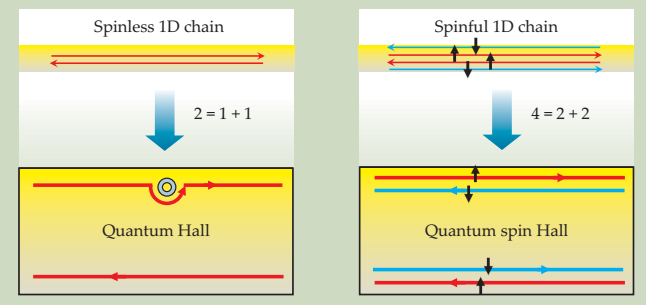 Spinless 1D chain
2 = 1 + 1
Quantum Hall
Spinful 1D chain
4 = 2 + 2
Quantum spin Hall